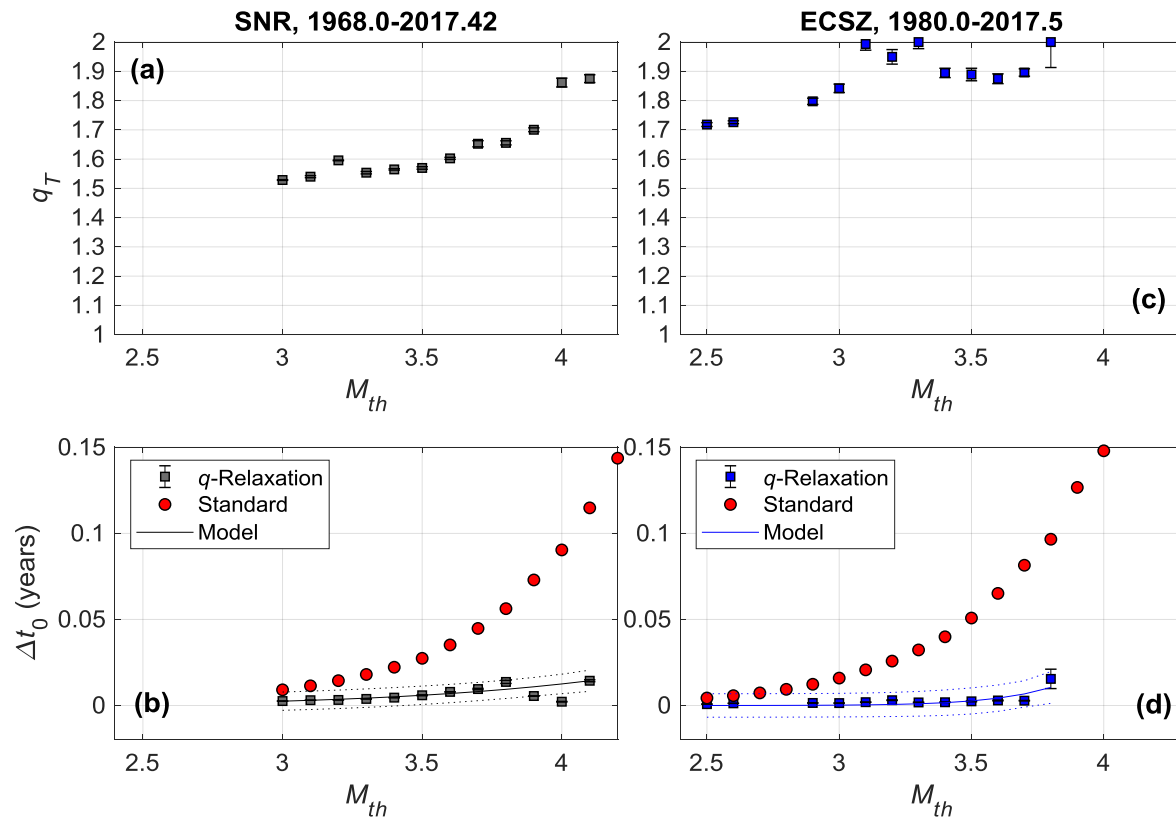 SNR, 1968.0-2017.42
ECSZ, 1980.0-2017.5
(a)
2
1.9
1.8
1.7
1.6
1.5
1.4
1.3
1.2
1.1
1
q_T
2.5 3 3.5 4
M_th
(c)
2
1.9
1.8
1.7
1.6
1.5
1.4
1.3
1.2
1.1
1
2.5 3 3.5 4
M_th
0.15
0.1
0.05
0
Δt_0 (years)
q-Relaxation
Standard
Model
(b)
2.5 3 3.5 4
M_th
0.15
0.1
0.05
0
q-Relaxation
Standard
Model
(d)
2.5 3 3.5 4
M_th